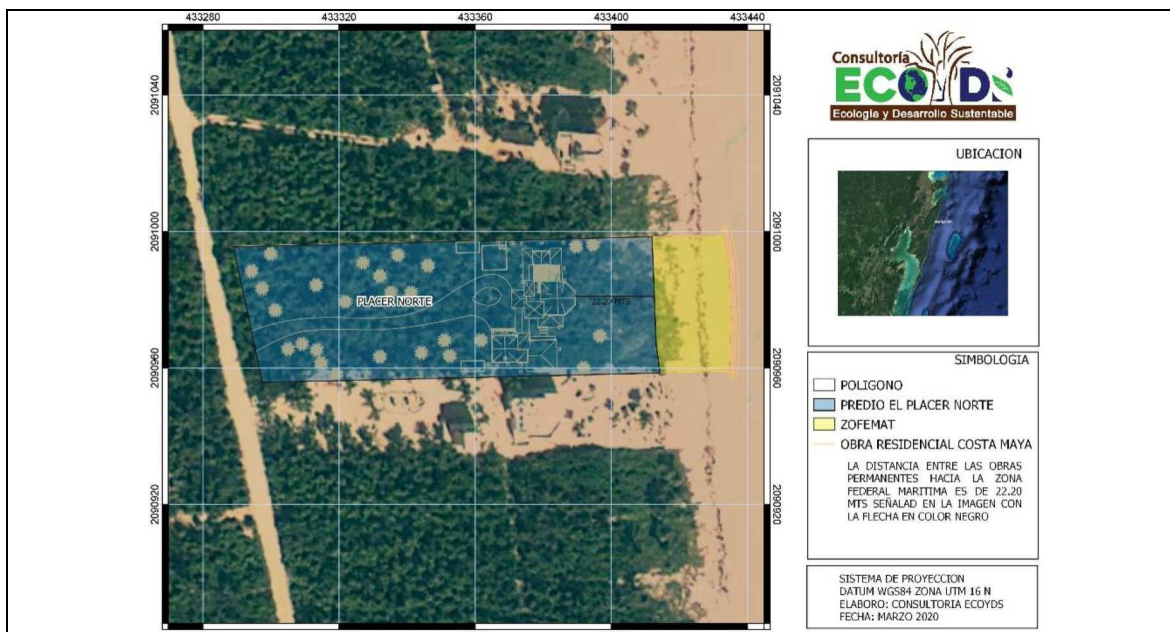 433280 433320 433360 433400 433440
2091040
2091000
2090960
2090920
2091040
2091000
2090960
2090920
PLACER NORTE
22.20 MTS
Consultoría
ECOYDS
Ecología y Desarrollo Sustentable
UBICACION
SIMBOLOGIA
POLIGONO
PREDIO EL PLACER NORTE
ZOFEMAT
OBRA RESIDENCIAL COSTA MAYA
LA DISTANCIA ENTRE LAS OBRAS
PERMANENTES HACIA LA ZONA
FEDERAL MARITIMA ES DE 22.20
MTS SEÑALAD EN LA IMAGEN CON
LA FLECHA EN COLOR NEGRO
SISTEMA DE PROYECCION
DATUM WGS84 ZONA UTM 16 N
ELABORO: CONSULTORIA ECOYDS
FECHA: MARZO 2020